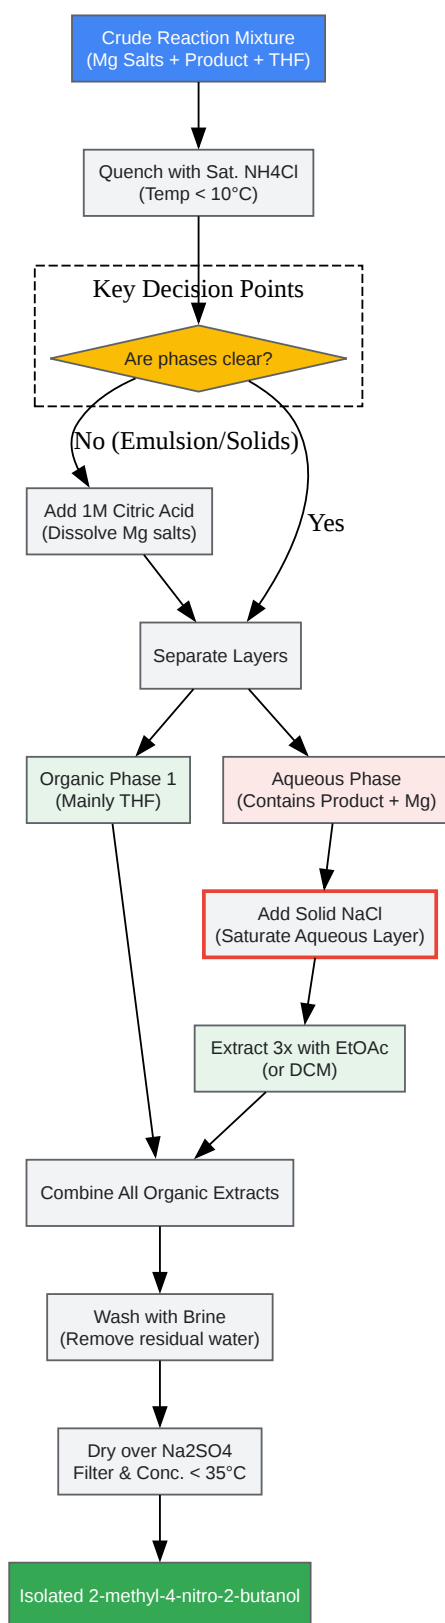 Crude Reaction Mixture
(Mg Salts + Product + THF)
Quench with Sat. NH4Cl
(Temp < 10°C)
Key Decision Points
Are phases clear?
No (Emulsion/Solids)
Add 1M Citric Acid
(Dissolve Mg salts)
Yes
Separate Layers
Organic Phase 1
(Mainly THF)
Aqueous Phase
(Contains Product + Mg)
Add Solid NaCl
(Saturate Aqueous Layer)
Extract 3x with EtOAc
(or DCM)
Combine All Organic Extracts
Wash with Brine
(Remove residual water)
Dry over Na2SO4
Filter & Conc. < 35°C
Isolated 2-methyl-4-nitro-2-butanol